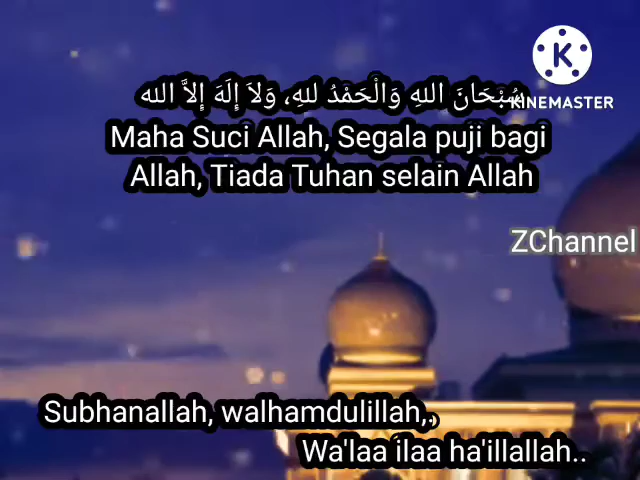 KINEMASTER
سُبْحَانَ اللهِ وَالْحَمْدُ للهِ، وَلاَ إِلَهَ إِلاَّ الله
Maha Suci Allah, Segala puji bagi
Allah, Tiada Tuhan selain Allah
ZChannel
Subhanallah, walhamdulillah,.
Wa'laa ilaa ha'illallah..